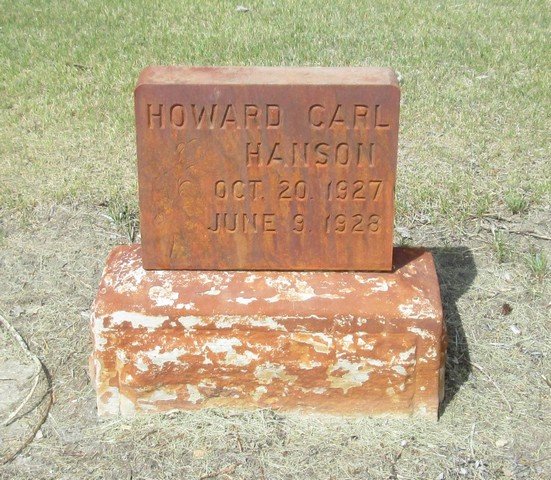 HOWARD CARL
HANSON
OCT. 20. 1927
JUNE 9. 1928